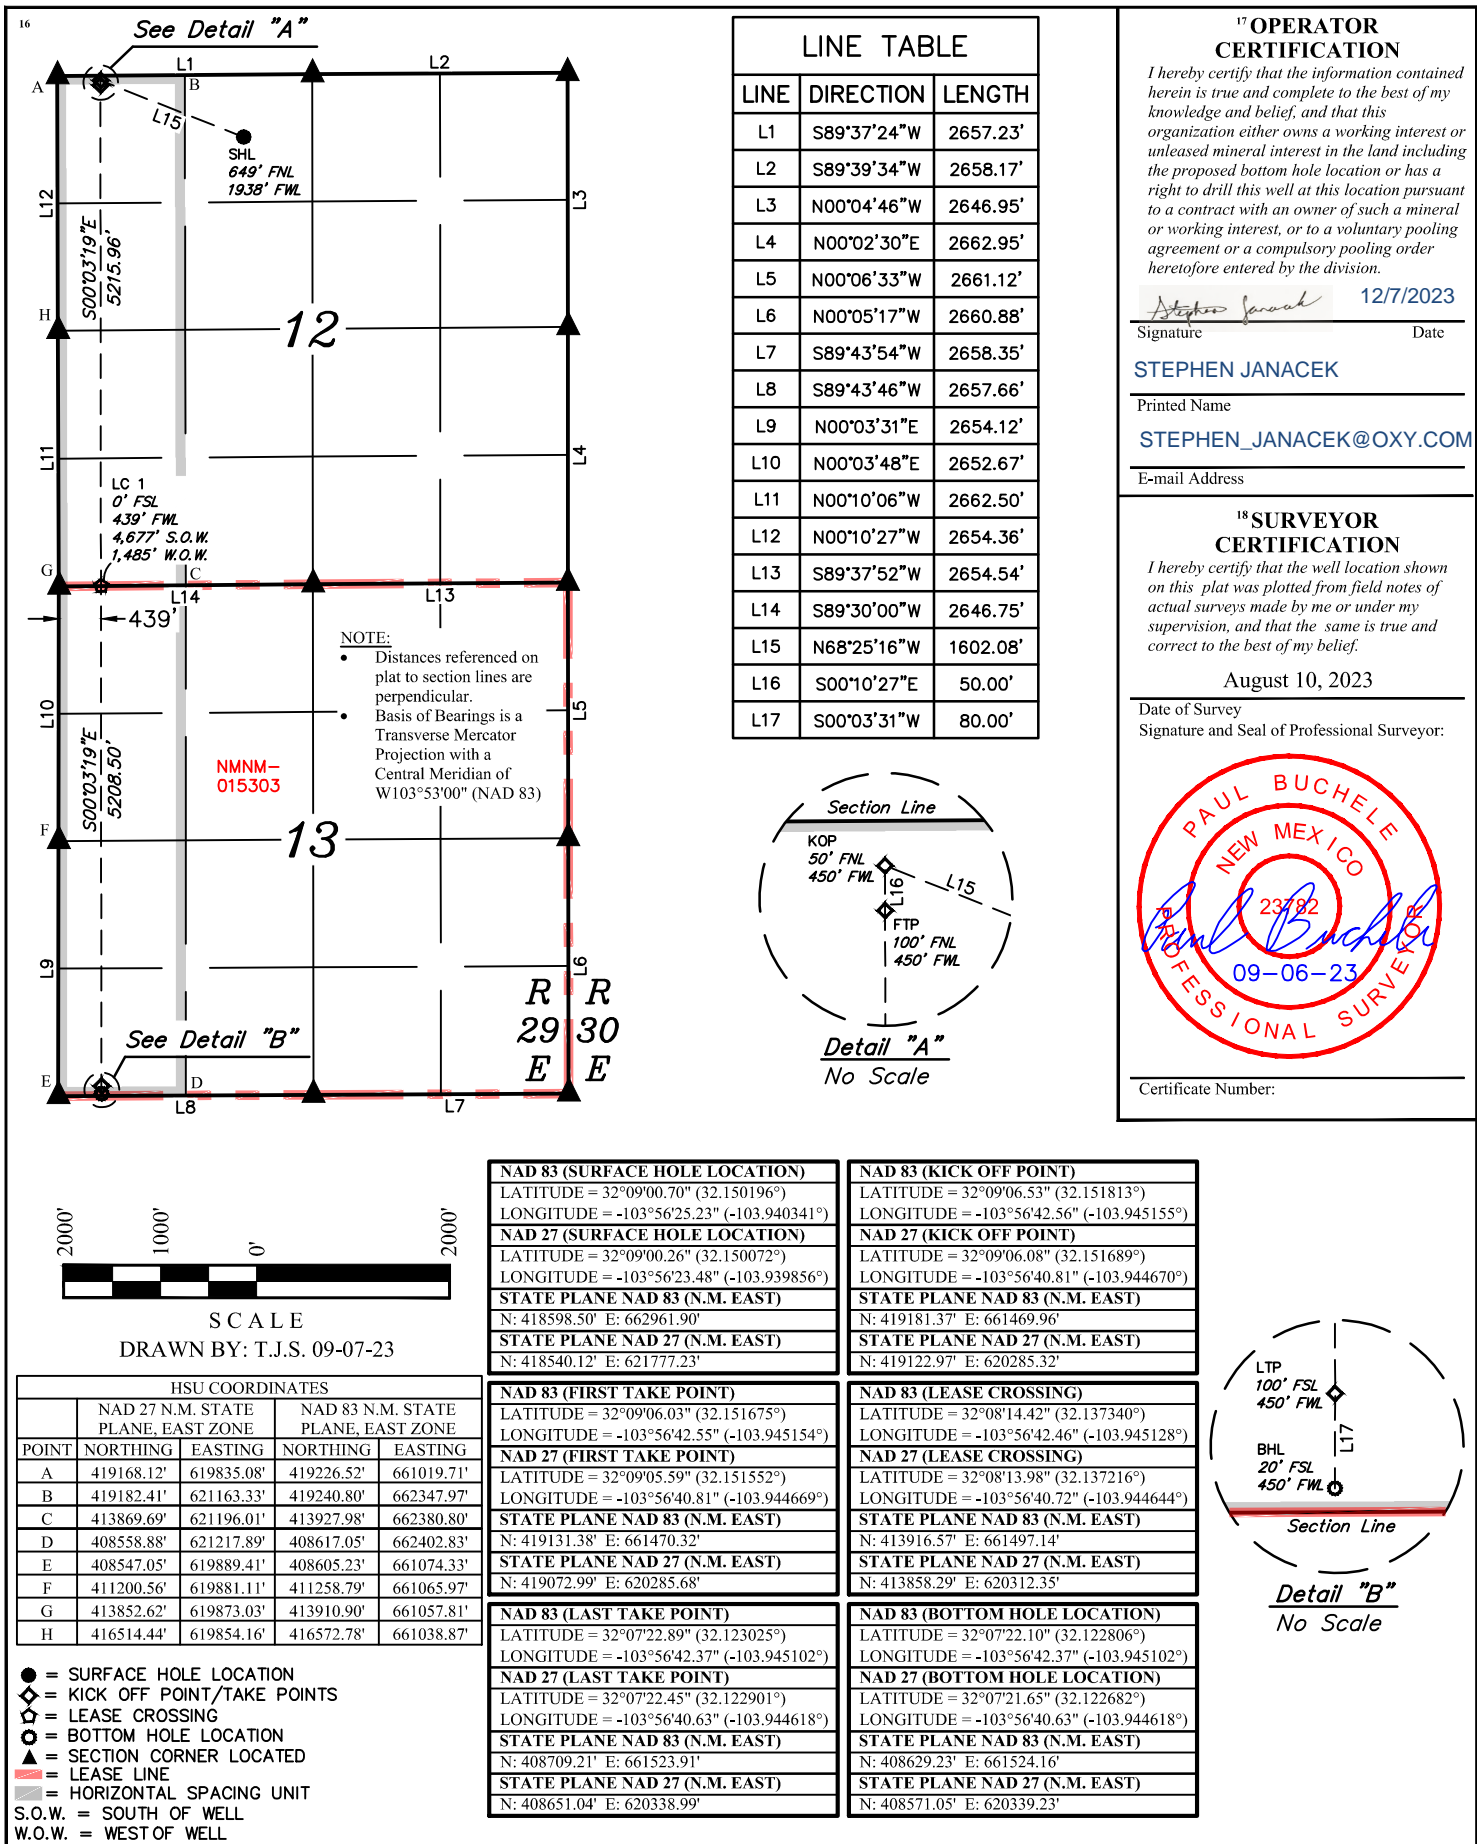 16
See Detail "A"
L1
L2
A
B
L15
SHL
649' FNL
1938' FWL
L12
L3
S00°03'19"E
5215.96'
H
12
L11
L4
LC 1
0' FSL
439' FWL
4,677' S.O.W.
1,485' W.O.W.
G
C
L14
L13
439'
NOTE:
• Distances referenced on
plat to section lines are
perpendicular.
• Basis of Bearings is a
Transverse Mercator
Projection with a
Central Meridian of
W103°53'00" (NAD 83)
L10
L5
S00°03'19"E
5208.50'
NMNM-
015303
F
13
L9
L6
R R
29 30
E E
See Detail "B"
E
D
L8
L7
LINE TABLE
LINE DIRECTION LENGTH
L1 S89°37'24"W 2657.23'
L2 S89°39'34"W 2658.17'
L3 N00°04'46"W 2646.95'
L4 N00°02'30"E 2662.95'
L5 N00°06'33"W 2661.12'
L6 N00°05'17"W 2660.88'
L7 S89°43'54"W 2658.35'
L8 S89°43'46"W 2657.66'
L9 N00°03'31"E 2654.12'
L10 N00°03'48"E 2652.67'
L11 N00°10'06"W 2662.50'
L12 N00°10'27"W 2654.36'
L13 S89°37'52"W 2654.54'
L14 S89°30'00"W 2646.75'
L15 N68°25'16"W 1602.08'
L16 S00°10'27"E 50.00'
L17 S00°03'31"W 80.00'
Section Line
KOP
50' FNL
450' FWL
L16
L15
FTP
100' FNL
450' FWL
Detail "A"
No Scale
17 OPERATOR
CERTIFICATION
I hereby certify that the information contained
herein is true and complete to the best of my
knowledge and belief, and that this
organization either owns a working interest or
unleased mineral interest in the land including
the proposed bottom hole location or has a
right to drill this well at this location pursuant
to a contract with an owner of such a mineral
or working interest, or to a voluntary pooling
agreement or a compulsory pooling order
heretofore entered by the division.
Stephen Janacek 12/7/2023
Signature Date
STEPHEN JANACEK
Printed Name
STEPHEN_JANACEK@OXY.COM
E-mail Address
18 SURVEYOR
CERTIFICATION
I hereby certify that the well location shown
on this plat was plotted from field notes of
actual surveys made by me or under my
supervision, and that the same is true and
correct to the best of my belief.
August 10, 2023
Date of Survey
Signature and Seal of Professional Surveyor:
PAUL BUCHELE
NEW MEXICO
23782
Paul Buchele
09-06-23
PROFESSIONAL SURVEYOR
Certificate Number:
2000' 1000' 0' 2000'
SCALE
DRAWN BY: T.J.S. 09-07-23
HSU COORDINATES
NAD 27 N.M. STATE PLANE, EAST ZONE NAD 83 N.M. STATE PLANE, EAST ZONE
POINT NORTHING EASTING NORTHING EASTING
A 419168.12' 619835.08' 419226.52' 661019.71'
B 419182.41' 621163.33' 419240.80' 662347.97'
C 413869.69' 621196.01' 413927.98' 662380.80'
D 408558.88' 621217.89' 408617.05' 662402.83'
E 408547.05' 619889.41' 408605.23' 661074.33'
F 411200.56' 619881.11' 411258.79' 661065.97'
G 413852.62' 619873.03' 413910.90' 661057.81'
H 416514.44' 619854.16' 416572.78' 661038.87'
= SURFACE HOLE LOCATION
= KICK OFF POINT/TAKE POINTS
= LEASE CROSSING
= BOTTOM HOLE LOCATION
= SECTION CORNER LOCATED
= LEASE LINE
= HORIZONTAL SPACING UNIT
S.O.W. = SOUTH OF WELL
W.O.W. = WEST OF WELL
NAD 83 (SURFACE HOLE LOCATION)
LATITUDE = 32°09'00.70" (32.150196°)
LONGITUDE = -103°56'25.23" (-103.940341°)
NAD 27 (SURFACE HOLE LOCATION)
LATITUDE = 32°09'00.26" (32.150072°)
LONGITUDE = -103°56'23.48" (-103.939856°)
STATE PLANE NAD 83 (N.M. EAST)
N: 418598.50' E: 662961.90'
STATE PLANE NAD 27 (N.M. EAST)
N: 418540.12' E: 621777.23'
NAD 83 (KICK OFF POINT)
LATITUDE = 32°09'06.53" (32.151813°)
LONGITUDE = -103°56'42.56" (-103.945155°)
NAD 27 (KICK OFF POINT)
LATITUDE = 32°09'06.08" (32.151689°)
LONGITUDE = -103°56'40.81" (-103.944670°)
STATE PLANE NAD 83 (N.M. EAST)
N: 419181.37' E: 661469.96'
STATE PLANE NAD 27 (N.M. EAST)
N: 419122.97' E: 620285.32'
NAD 83 (FIRST TAKE POINT)
LATITUDE = 32°09'06.03" (32.151675°)
LONGITUDE = -103°56'42.55" (-103.945154°)
NAD 27 (FIRST TAKE POINT)
LATITUDE = 32°09'05.59" (32.151552°)
LONGITUDE = -103°56'40.81" (-103.944669°)
STATE PLANE NAD 83 (N.M. EAST)
N: 419131.38' E: 661470.32'
STATE PLANE NAD 27 (N.M. EAST)
N: 419072.99' E: 620285.68'
NAD 83 (LEASE CROSSING)
LATITUDE = 32°08'14.42" (32.137340°)
LONGITUDE = -103°56'42.46" (-103.945128°)
NAD 27 (LEASE CROSSING)
LATITUDE = 32°08'13.98" (32.137216°)
LONGITUDE = -103°56'40.72" (-103.944644°)
STATE PLANE NAD 83 (N.M. EAST)
N: 413916.57' E: 661497.14'
STATE PLANE NAD 27 (N.M. EAST)
N: 413858.29' E: 620312.35'
NAD 83 (LAST TAKE POINT)
LATITUDE = 32°07'22.89" (32.123025°)
LONGITUDE = -103°56'42.37" (-103.945102°)
NAD 27 (LAST TAKE POINT)
LATITUDE = 32°07'22.45" (32.122901°)
LONGITUDE = -103°56'40.63" (-103.944618°)
STATE PLANE NAD 83 (N.M. EAST)
N: 408709.21' E: 661523.91'
STATE PLANE NAD 27 (N.M. EAST)
N: 408651.04' E: 620338.99'
NAD 83 (BOTTOM HOLE LOCATION)
LATITUDE = 32°07'22.10" (32.122806°)
LONGITUDE = -103°56'42.37" (-103.945102°)
NAD 27 (BOTTOM HOLE LOCATION)
LATITUDE = 32°07'21.65" (32.122682°)
LONGITUDE = -103°56'40.63" (-103.944618°)
STATE PLANE NAD 83 (N.M. EAST)
N: 408629.23' E: 661524.16'
STATE PLANE NAD 27 (N.M. EAST)
N: 408571.05' E: 620339.23'
LTP
100' FSL
450' FWL
L17
BHL
20' FSL
450' FWL
Section Line
Detail "B"
No Scale